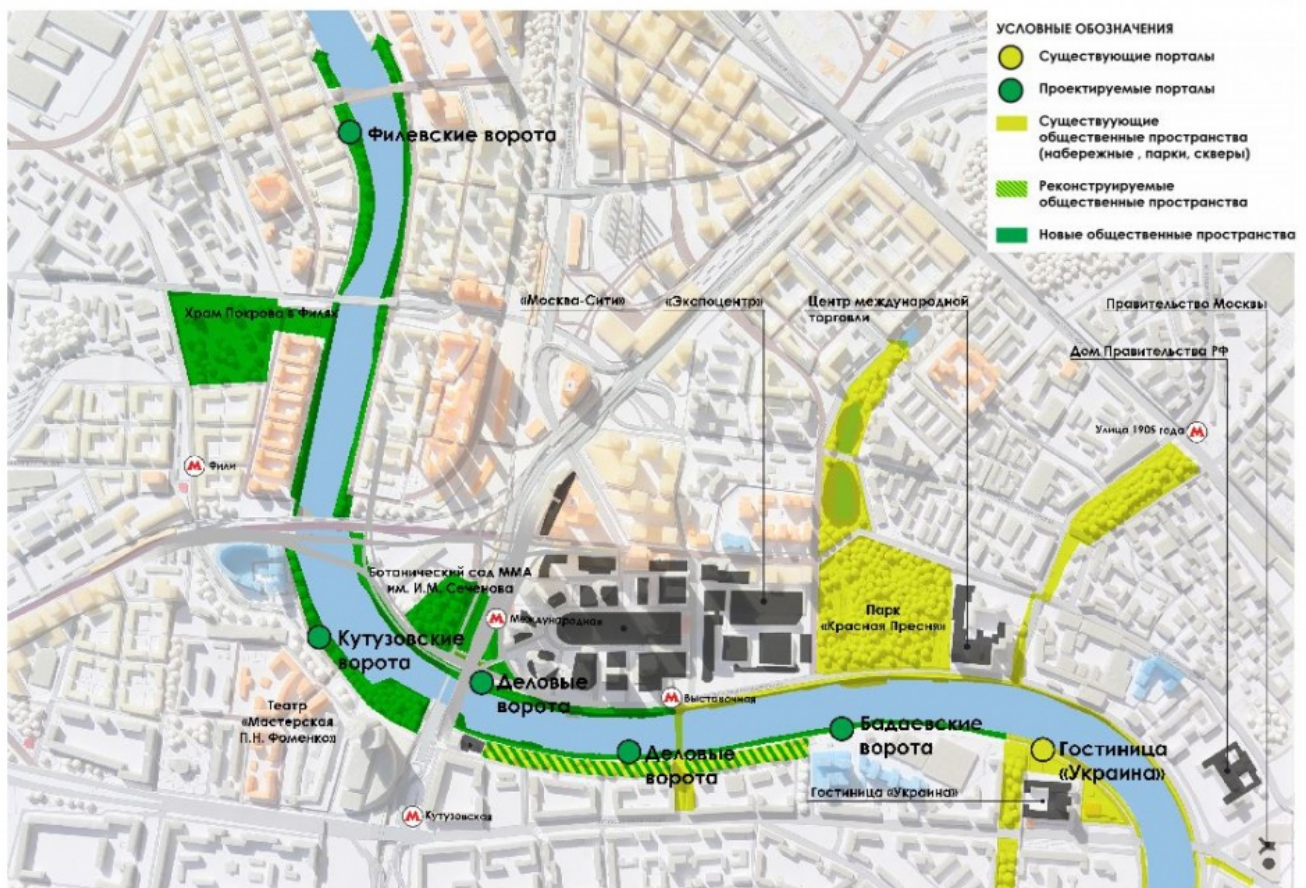 УСЛОВНЫЕ ОБОЗНАЧЕНИЯ
Существующие порталы
Проектируемые порталы
Существуующие
общественные пространства
(набережные , парки, скверы)
Реконструируемые
общественные пространства
Новые общественные пространства
Филевские ворота
Храм Покрова в Филях
«Москва-Сити»
«Экспоцентр»
Центр международной
торговли
Правительство Москвы
Дом Правительства РФ
Улица 1905 года
Фили
Ботанический сад ММА
им. И.М. Сеченова
Международная
Парк
«Красная Пресня»
Кутузовские
ворота
Деловые
ворота
Выставочная
Театр
«Мастерская
П.Н. Фоменко»
Деловые
ворота
Бадаевские
ворота
Гостиница
«Украина»
Гостиница «Украина»
Кутузовская